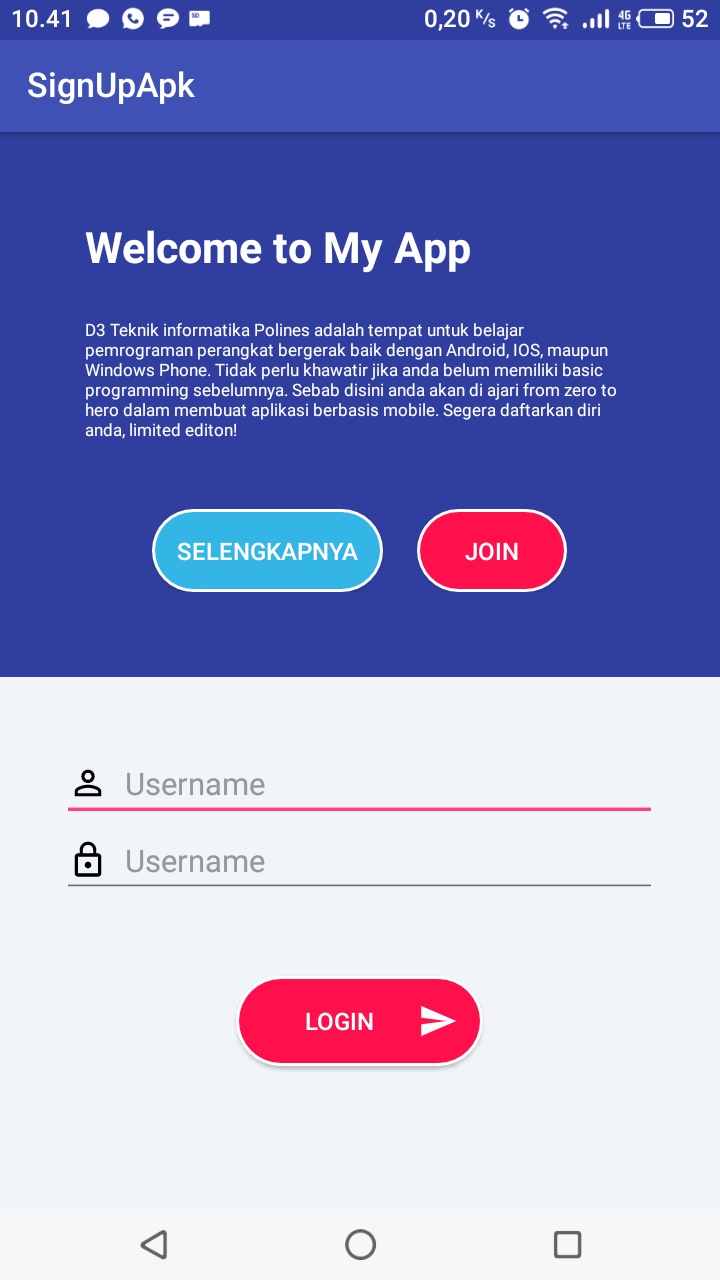 10.41 0,20 K/s 4G LTE 52
SD
SignUpApk
Welcome to My App
D3 Teknik informatika Polines adalah tempat untuk belajar
pemrograman perangkat bergerak baik dengan Android, IOS, maupun
Windows Phone. Tidak perlu khawatir jika anda belum memiliki basic
programming sebelumnya. Sebab disini anda akan di ajari from zero to
hero dalam membuat aplikasi berbasis mobile. Segera daftarkan diri
anda, limited editon!
SELENGKAPNYA JOIN
Username
Username
LOGIN